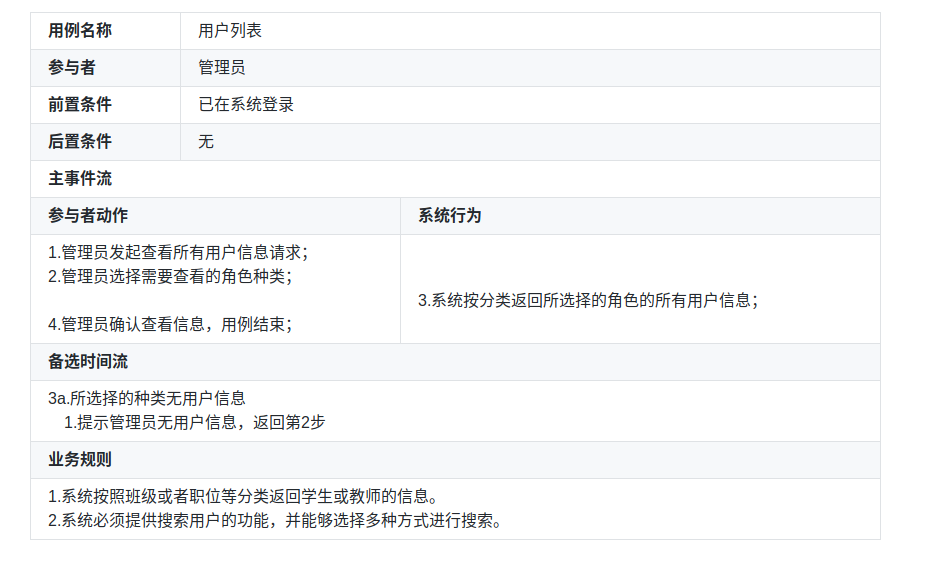 用例名称 用户列表
参与者 管理员
前置条件 已在系统登录
后置条件 无
主事件流
参与者动作 系统行为
1.管理员发起查看所有用户信息请求；
2.管理员选择需要查看的角色种类；
3.系统按分类返回所选择的角色的所有用户信息；
4.管理员确认查看信息，用例结束；
备选时间流
3a.所选择的种类无用户信息
1.提示管理员无用户信息，返回第2步
业务规则
1.系统按照班级或者职位等分类返回学生或教师的信息。
2.系统必须提供搜索用户的功能，并能够选择多种方式进行搜索。